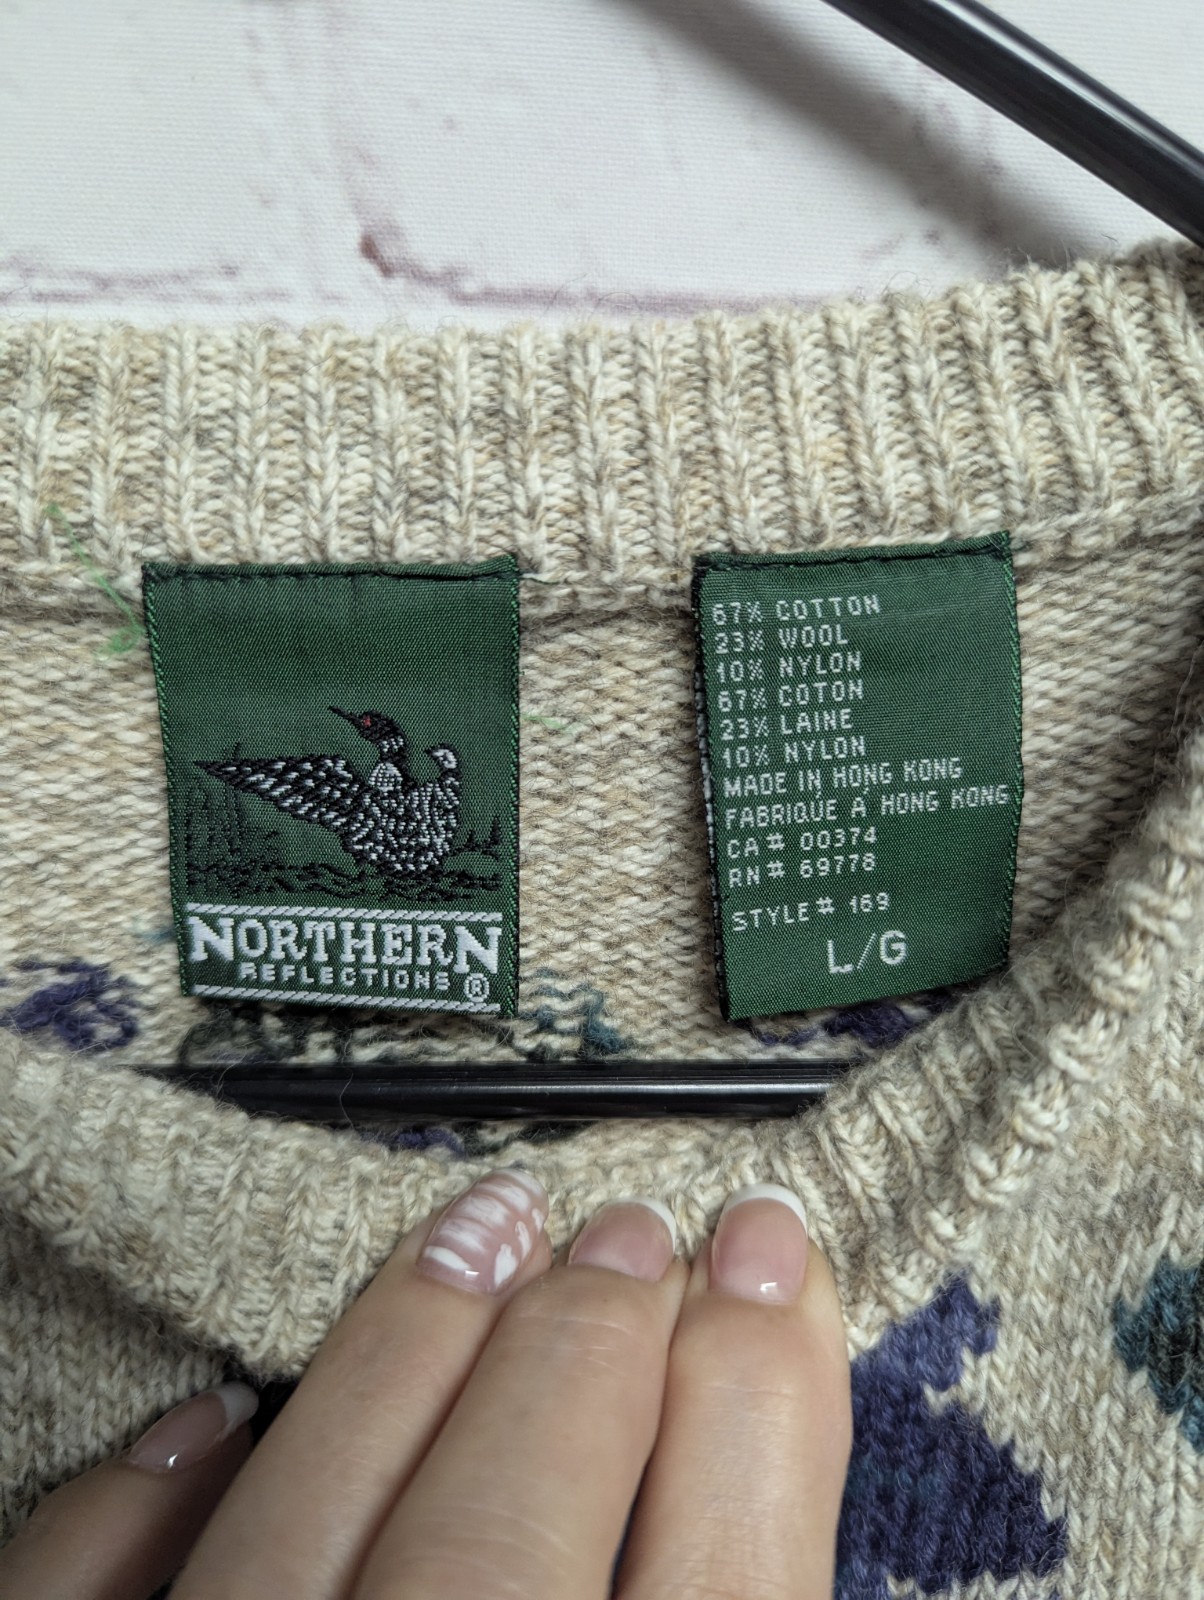 NORTHERN
REFLECTIONS ®
67% COTTON
23% WOOL
10% NYLON
67% COTON
23% LAINE
10% NYLON
MADE IN HONG KONG
FABRIQUÉ À HONG KONG
CA# 00374
RN# 69778
STYLE# 169
L/G